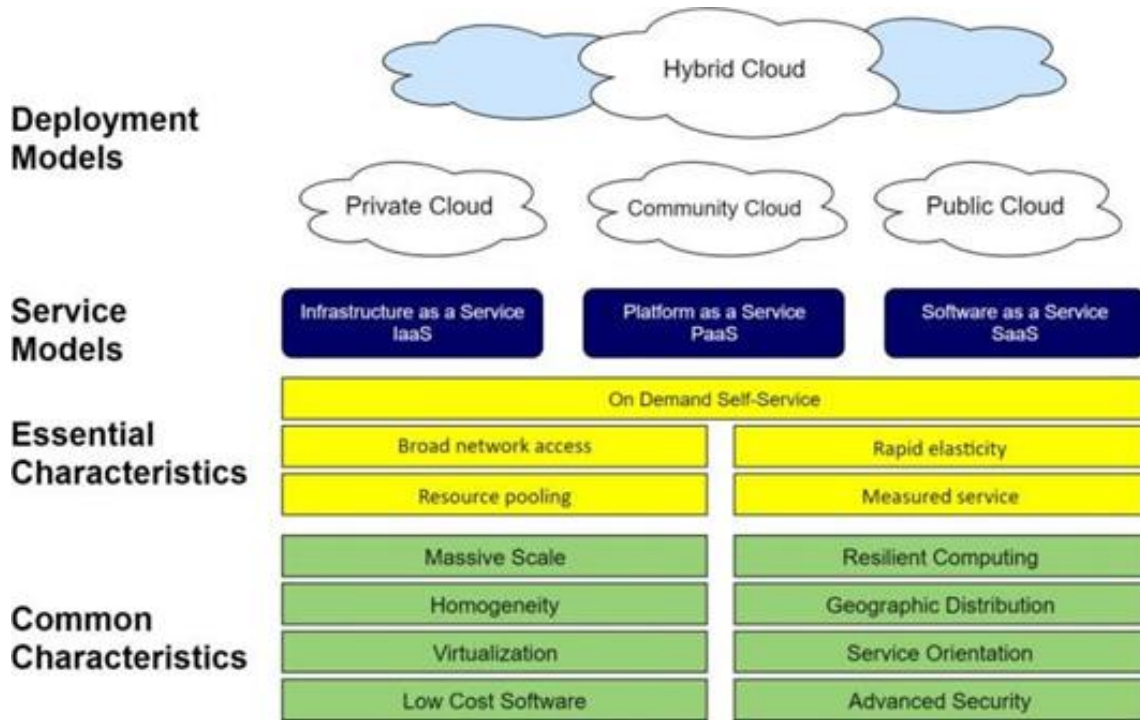 Hybrid Cloud
Deployment
Models
Private Cloud
Community Cloud
Public Cloud
Service
Models
Infrastructure as a Service
IaaS
Platform as a Service
PaaS
Software as a Service
SaaS
Essential
Characteristics
On Demand Self-Service
Broad network access
Rapid elasticity
Resource pooling
Measured service
Common
Characteristics
Massive Scale
Resilient Computing
Homogeneity
Geographic Distribution
Virtualization
Service Orientation
Low Cost Software
Advanced Security